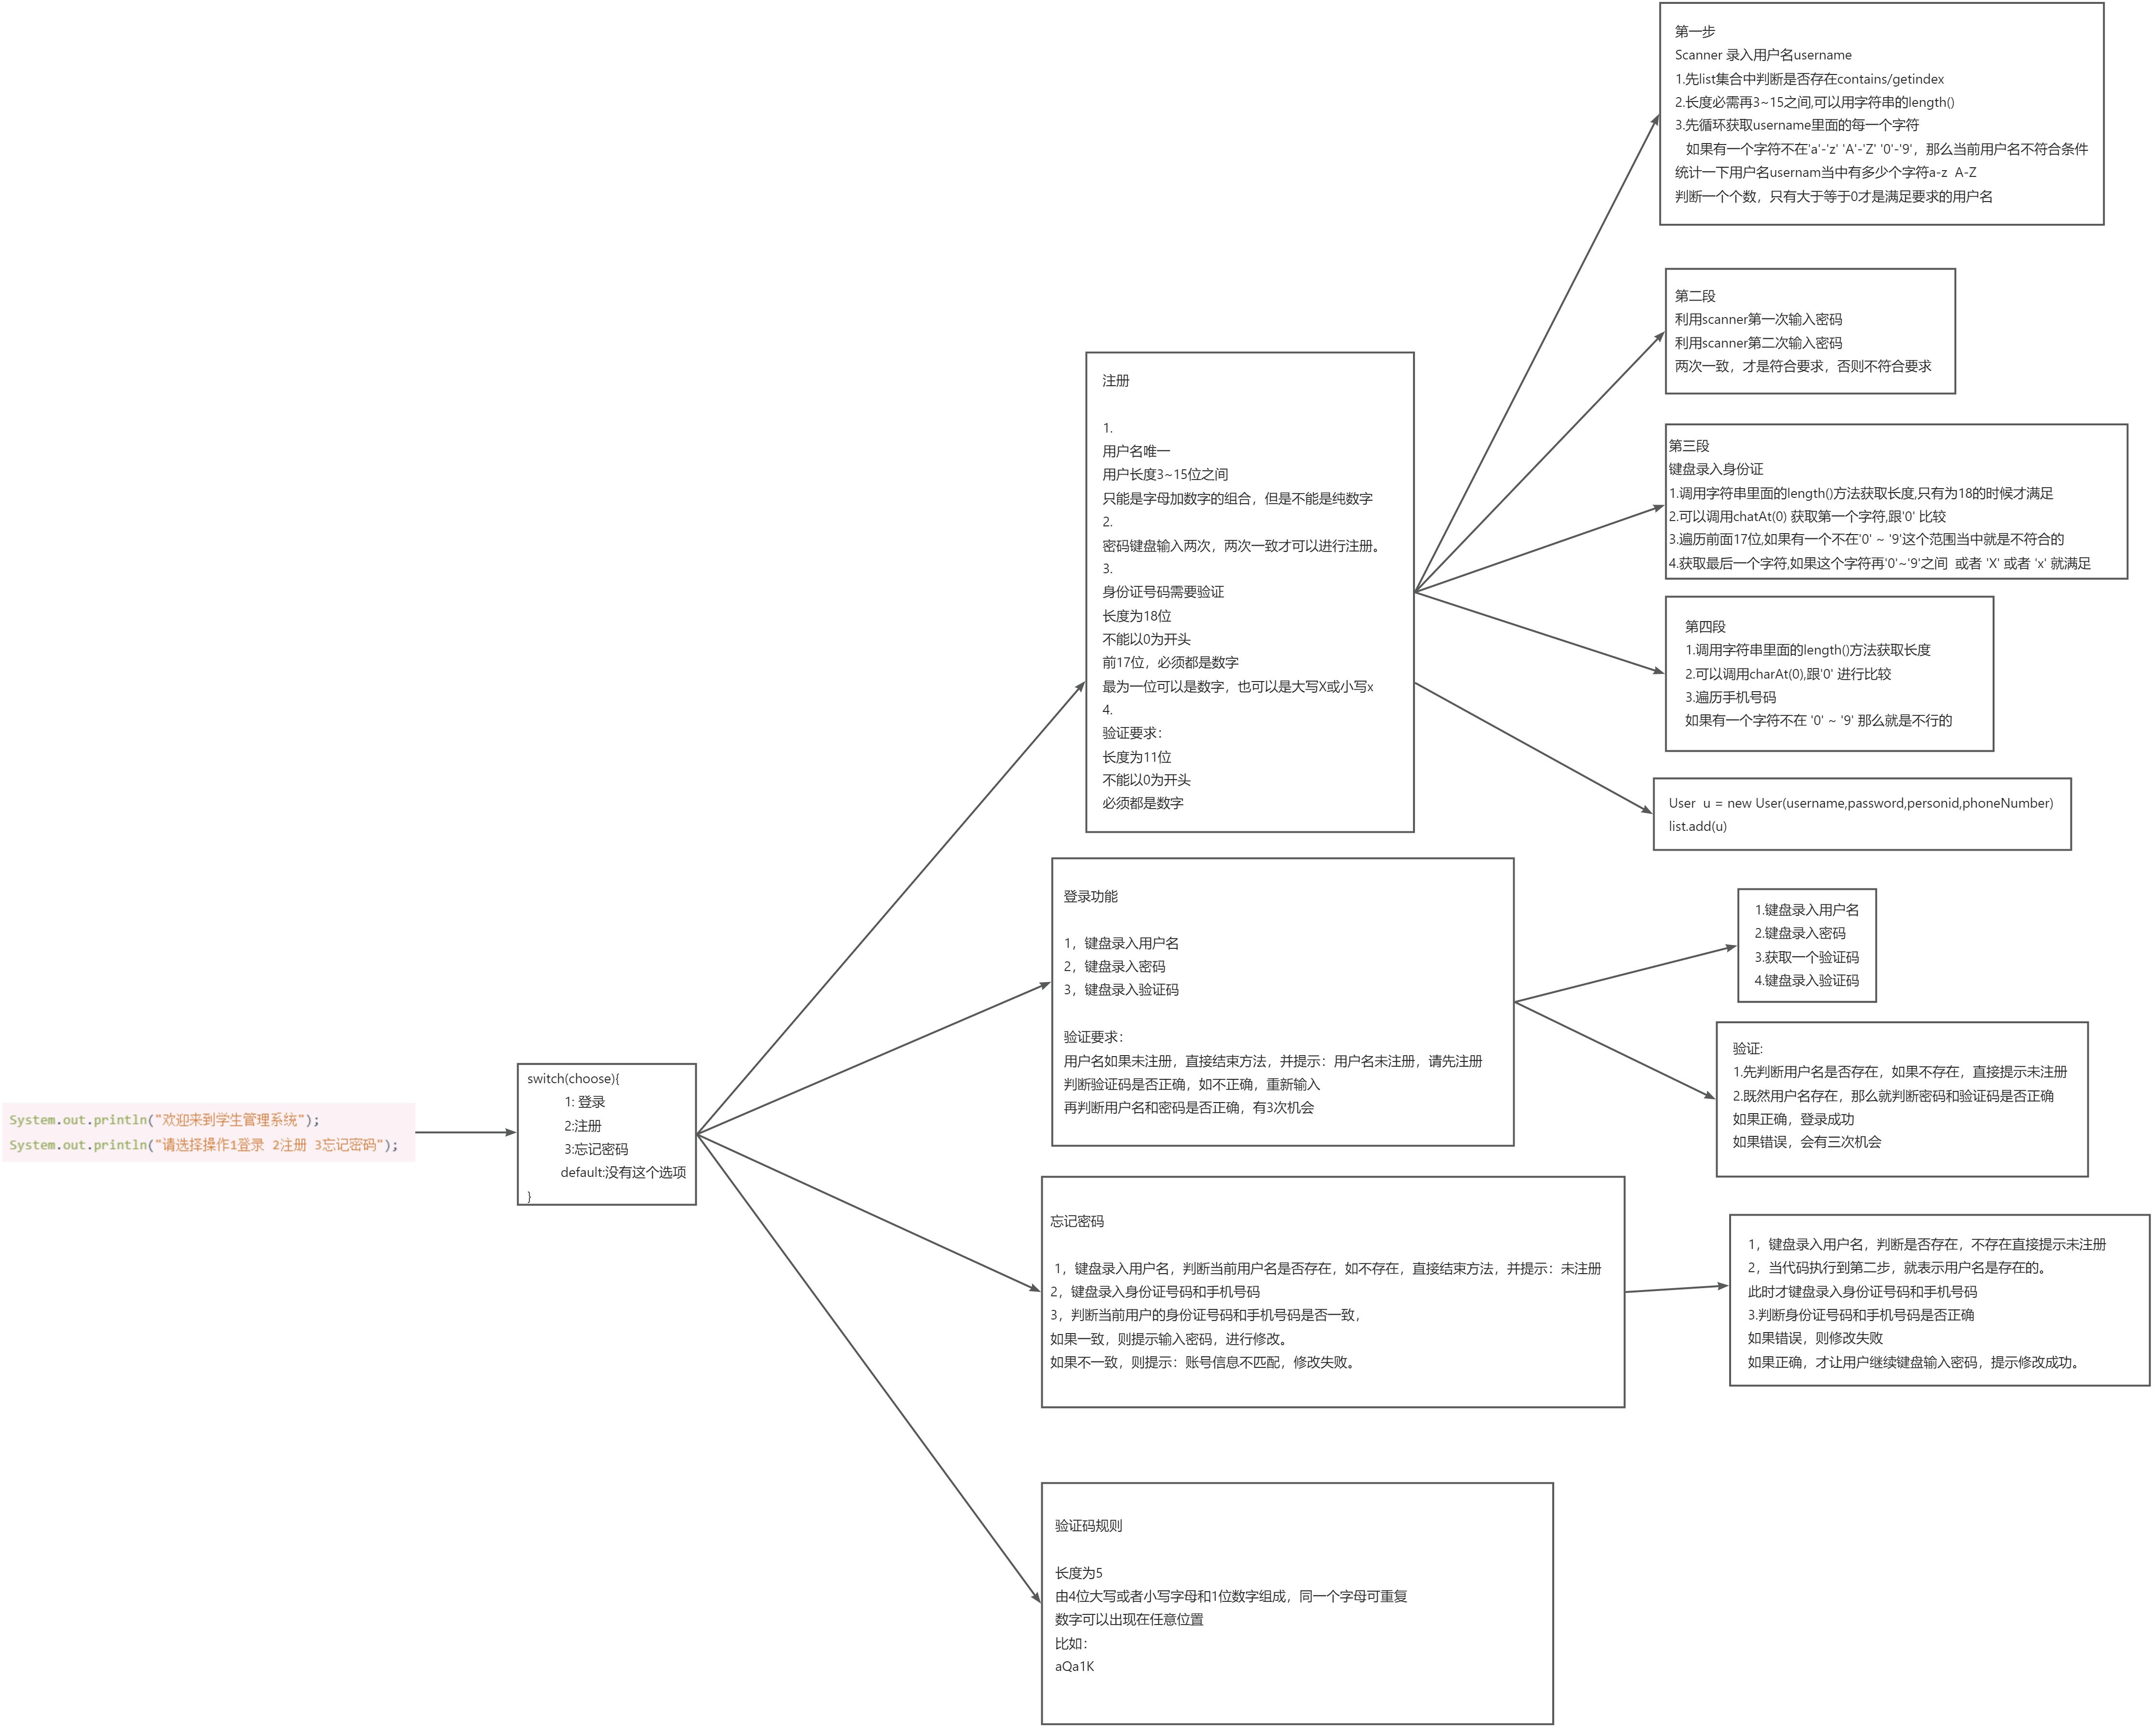 System.out.println("欢迎来到学生管理系统");
System.out.println("请选择操作1登录 2注册 3忘记密码");
switch(choose){
1: 登录
2:注册
3:忘记密码
default:没有这个选项
}
注册
1.
用户名唯一
用户长度3~15位之间
只能是字母加数字的组合，但是不能是纯数字
2.
密码键盘输入两次，两次一致才可以进行注册。
3.
身份证号码需要验证
长度为18位
不能以0为开头
前17位，必须都是数字
最为一位可以是数字，也可以是大写X或小写x
4.
验证要求：
长度为11位
不能以0为开头
必须都是数字
第一步
Scanner 录入用户名username
1.先list集合中判断是否存在contains/getindex
2.长度必需再3~15之间,可以用字符串的length()
3.先循环获取username里面的每一个字符
如果有一个字符不在'a'-'z' 'A'-'Z' '0'-'9'，那么当前用户名不符合条件
统计一下用户名usernam当中有多少个字符a-z  A-Z
判断一个个数，只有大于等于0才是满足要求的用户名
第二段
利用scanner第一次输入密码
利用scanner第二次输入密码
两次一致，才是符合要求，否则不符合要求
第三段
键盘录入身份证
1.调用字符串里面的length()方法获取长度,只有为18的时候才满足
2.可以调用chatAt(0) 获取第一个字符,跟'0' 比较
3.遍历前面17位,如果有一个不在'0' ~ '9'这个范围当中就是不符合的
4.获取最后一个字符,如果这个字符再'0'~'9'之间  或者 'X' 或者 'x' 就满足
第四段
1.调用字符串里面的length()方法获取长度
2.可以调用charAt(0),跟'0' 进行比较
3.遍历手机号码
如果有一个字符不在 '0' ~ '9' 那么就是不行的
User  u = new User(username,password,personid,phoneNumber)
list.add(u)
登录功能
1，键盘录入用户名
2，键盘录入密码
3，键盘录入验证码
验证要求：
用户名如果未注册，直接结束方法，并提示：用户名未注册，请先注册
判断验证码是否正确，如不正确，重新输入
再判断用户名和密码是否正确，有3次机会
1.键盘录入用户名
2.键盘录入密码
3.获取一个验证码
4.键盘录入验证码
验证:
1.先判断用户名是否存在，如果不存在，直接提示未注册
2.既然用户名存在，那么就判断密码和验证码是否正确
如果正确，登录成功
如果错误，会有三次机会
忘记密码
1，键盘录入用户名，判断当前用户名是否存在，如不存在，直接结束方法，并提示：未注册
2，键盘录入身份证号码和手机号码
3，判断当前用户的身份证号码和手机号码是否一致，
如果一致，则提示输入密码，进行修改。
如果不一致，则提示：账号信息不匹配，修改失败。
1，键盘录入用户名，判断是否存在，不存在直接提示未注册
2，当代码执行到第二步，就表示用户名是存在的。
此时才键盘录入身份证号码和手机号码
3.判断身份证号码和手机号码是否正确
如果错误，则修改失败
如果正确，才让用户继续键盘输入密码，提示修改成功。
验证码规则
长度为5
由4位大写或者小写字母和1位数字组成，同一个字母可重复
数字可以出现在任意位置
比如：
aQa1K